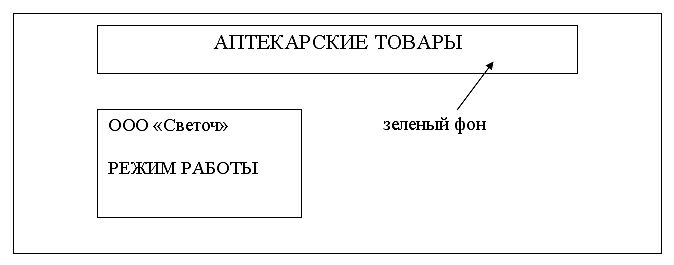 АПТЕКАРСКИЕ ТОВАРЫ
ООО «Светоч»
зеленый фон
РЕЖИМ РАБОТЫ